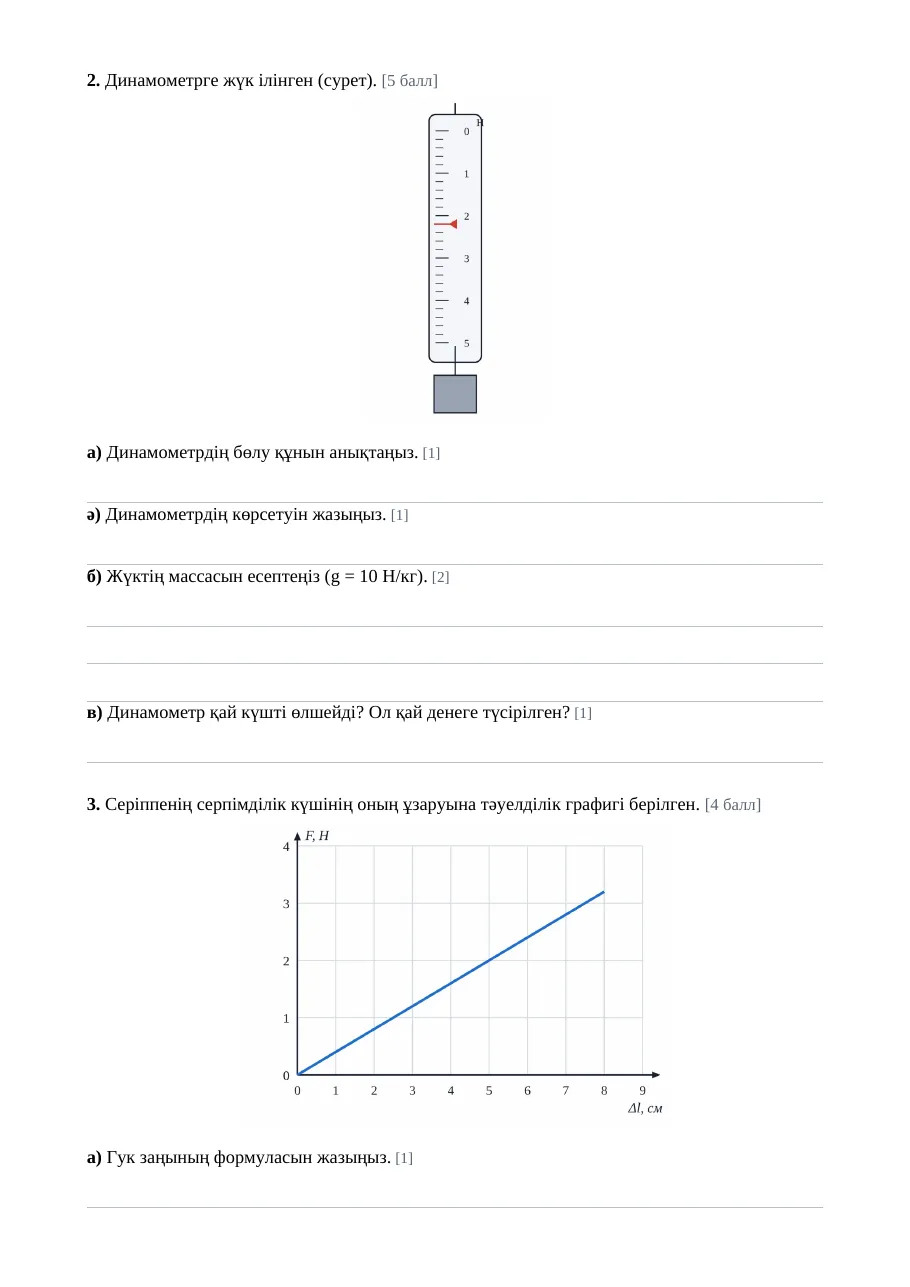 2. Динамометрге жүк ілінген (сурет). [5 балл]
Н
0
1
2
3
4
5
а) Динамометрдің бөлу құнын анықтаңыз. [1]
ә) Динамометрдің көрсетуін жазыңыз. [1]
б) Жүктің массасын есептеңіз (g = 10 Н/кг). [2]
в) Динамометр қай күшті өлшейді? Ол қай денеге түсірілген? [1]
3. Серіппенің серпімділік күшінің оның ұзаруына тәуелділік графигі берілген. [4 балл]
F, Н
4
3
2
1
0
0 1 2 3 4 5 6 7 8 9
Δl, см
а) Гук заңының формуласын жазыңыз. [1]